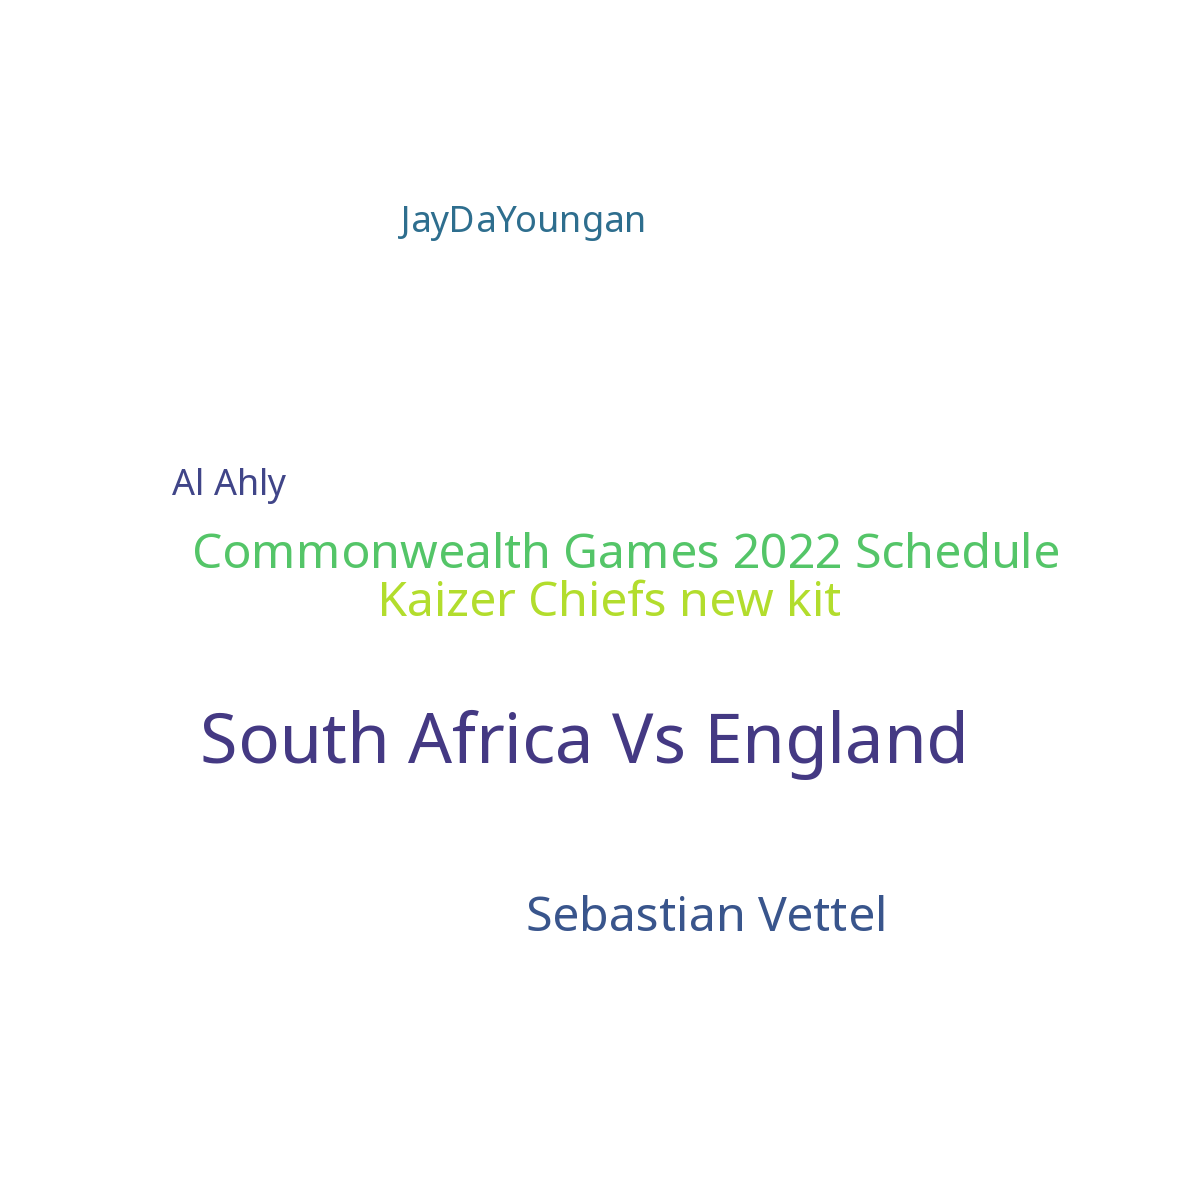 JayDaYoungan
Al Ahly
Commonwealth Games 2022 Schedule
Kaizer Chiefs new kit
South Africa Vs England
Sebastian Vettel